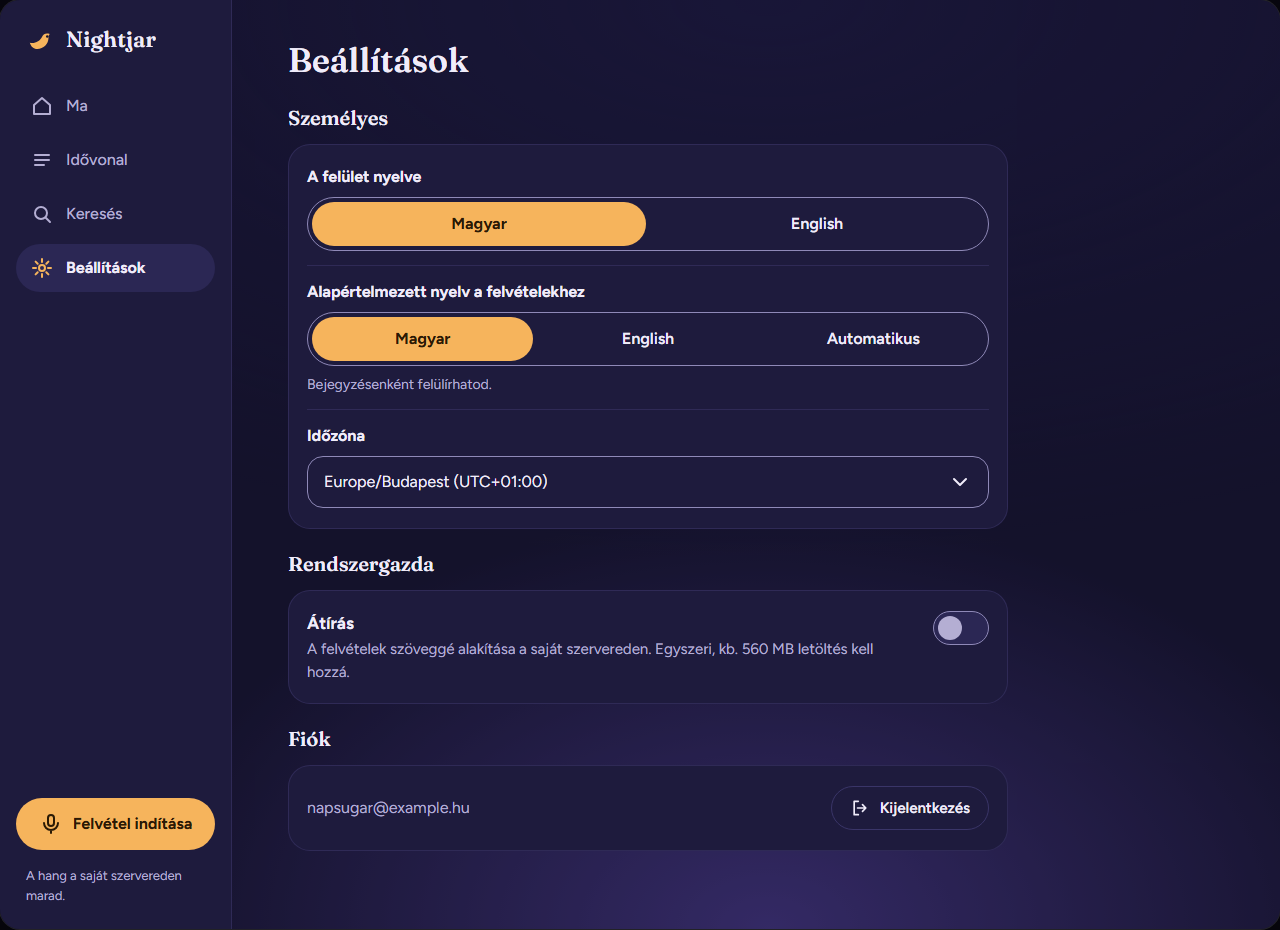 Nightjar
Ma
Idővonal
Keresés
Beállítások
Felvétel indítása
A hang a saját szervereden
marad.
Beállítások
Személyes
A felület nyelve
Magyar English
Alapértelmezett nyelv a felvételekhez
Magyar English Automatikus
Bejegyzésenként felülírhatod.
Időzóna
Europe/Budapest (UTC+01:00)
Rendszergazda
Átírás
A felvételek szöveggé alakítása a saját szervereden. Egyszeri, kb. 560 MB letöltés kell
hozzá.
Fiók
napsugar@example.hu
Kijelentkezés